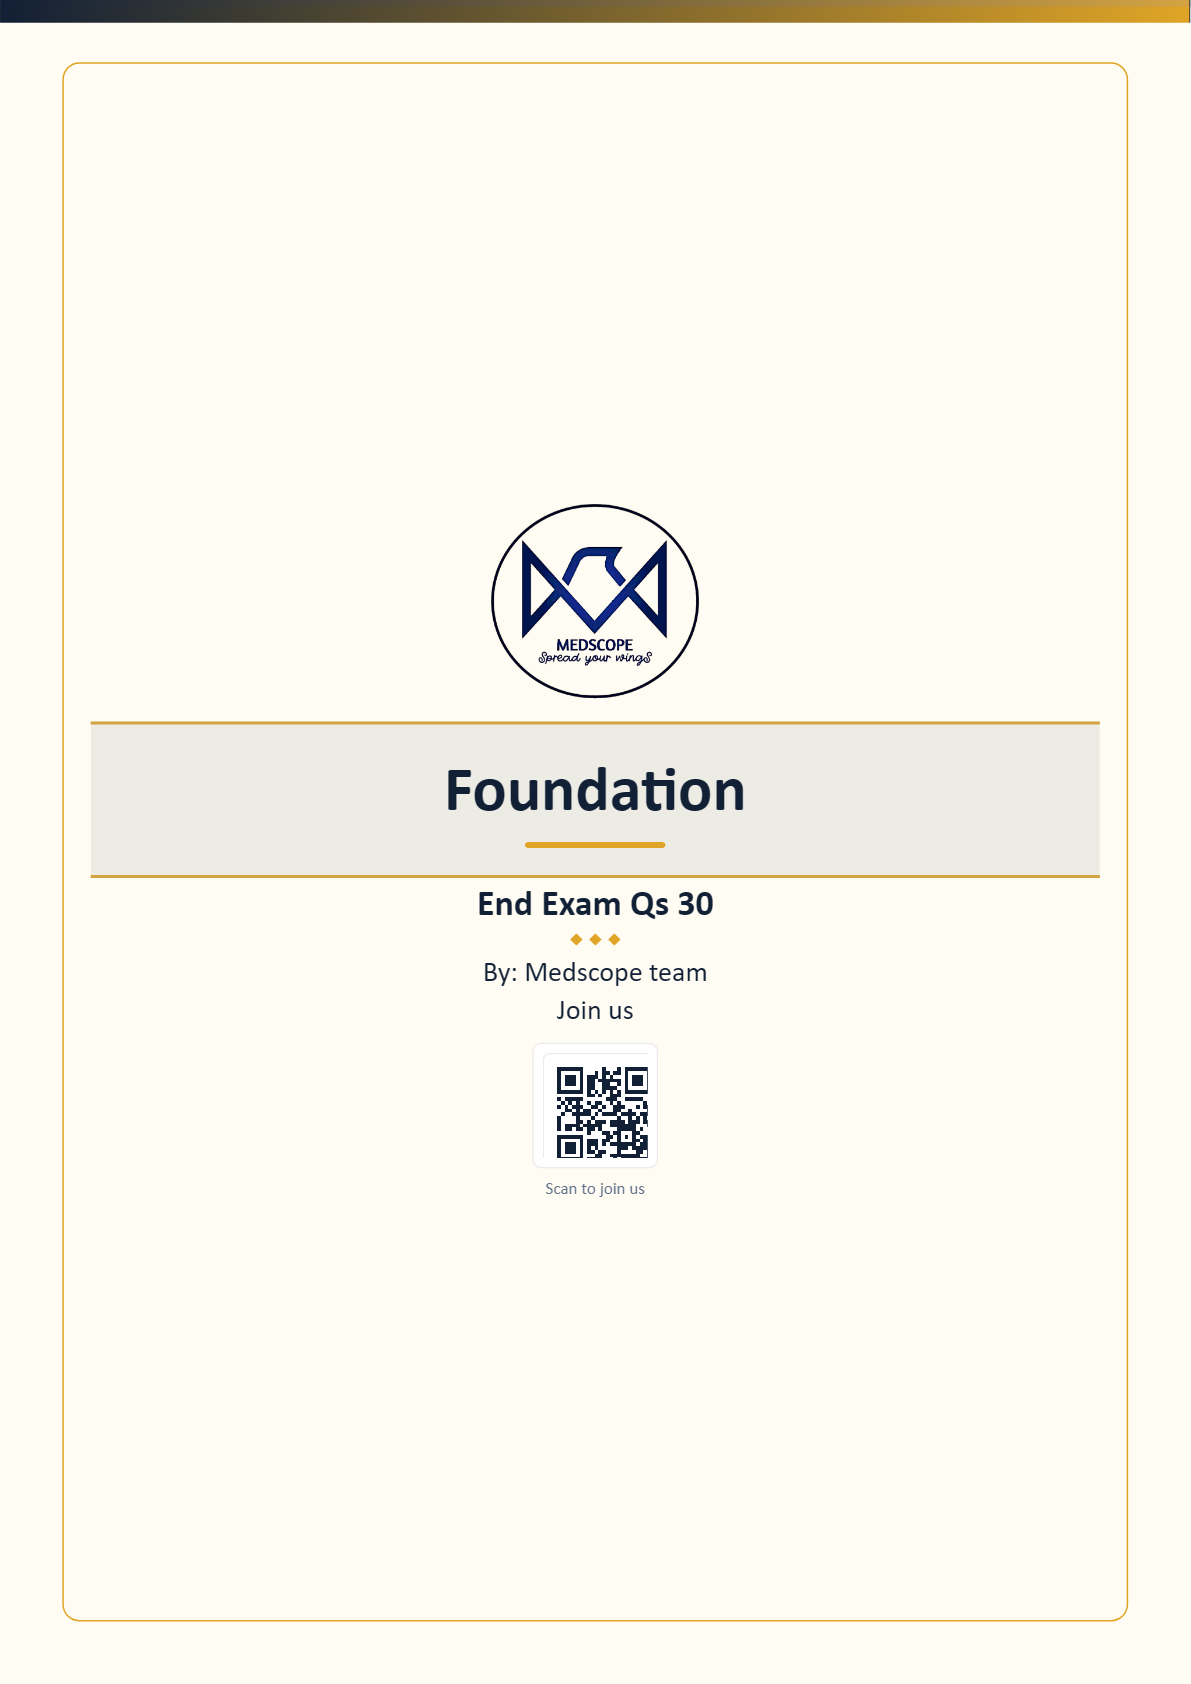 MEDSCOPE
Spread your wings
Foundation
End Exam Qs 30
By: Medscope team
Join us
Scan to join us